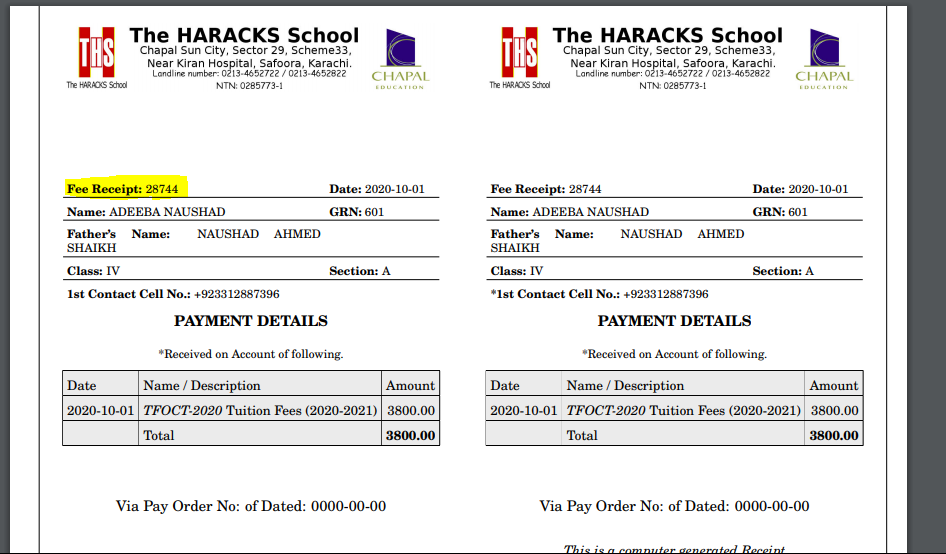 THS
The HARACKS School
The HARACKS School
Chapal Sun City, Sector 29, Scheme33,
Near Kiran Hospital, Safoora, Karachi.
Landline number: 0213-4652722 / 0213-4652822
NTN: 0285773-1
CHAPAL
EDUCATION
Fee Receipt: 28744 Date: 2020-10-01
Name: ADEEBA NAUSHAD GRN: 601
Father's Name: NAUSHAD AHMED
SHAIKH
Class: IV Section: A
1st Contact Cell No.: +923312887396
PAYMENT DETAILS
*Received on Account of following.
Date Name / Description Amount
2020-10-01 TFOCT-2020 Tuition Fees (2020-2021) 3800.00
Total 3800.00
Via Pay Order No: of Dated: 0000-00-00
THS
The HARACKS School
The HARACKS School
Chapal Sun City, Sector 29, Scheme33,
Near Kiran Hospital, Safoora, Karachi.
Landline number: 0213-4652722 / 0213-4652822
NTN: 0285773-1
CHAPAL
EDUCATION
Fee Receipt: 28744 Date: 2020-10-01
Name: ADEEBA NAUSHAD GRN: 601
Father's Name: NAUSHAD AHMED
SHAIKH
Class: IV Section: A
*1st Contact Cell No.: +923312887396
PAYMENT DETAILS
*Received on Account of following.
Date Name / Description Amount
2020-10-01 TFOCT-2020 Tuition Fees (2020-2021) 3800.00
Total 3800.00
Via Pay Order No: of Dated: 0000-00-00
This is a computer generated Receipt